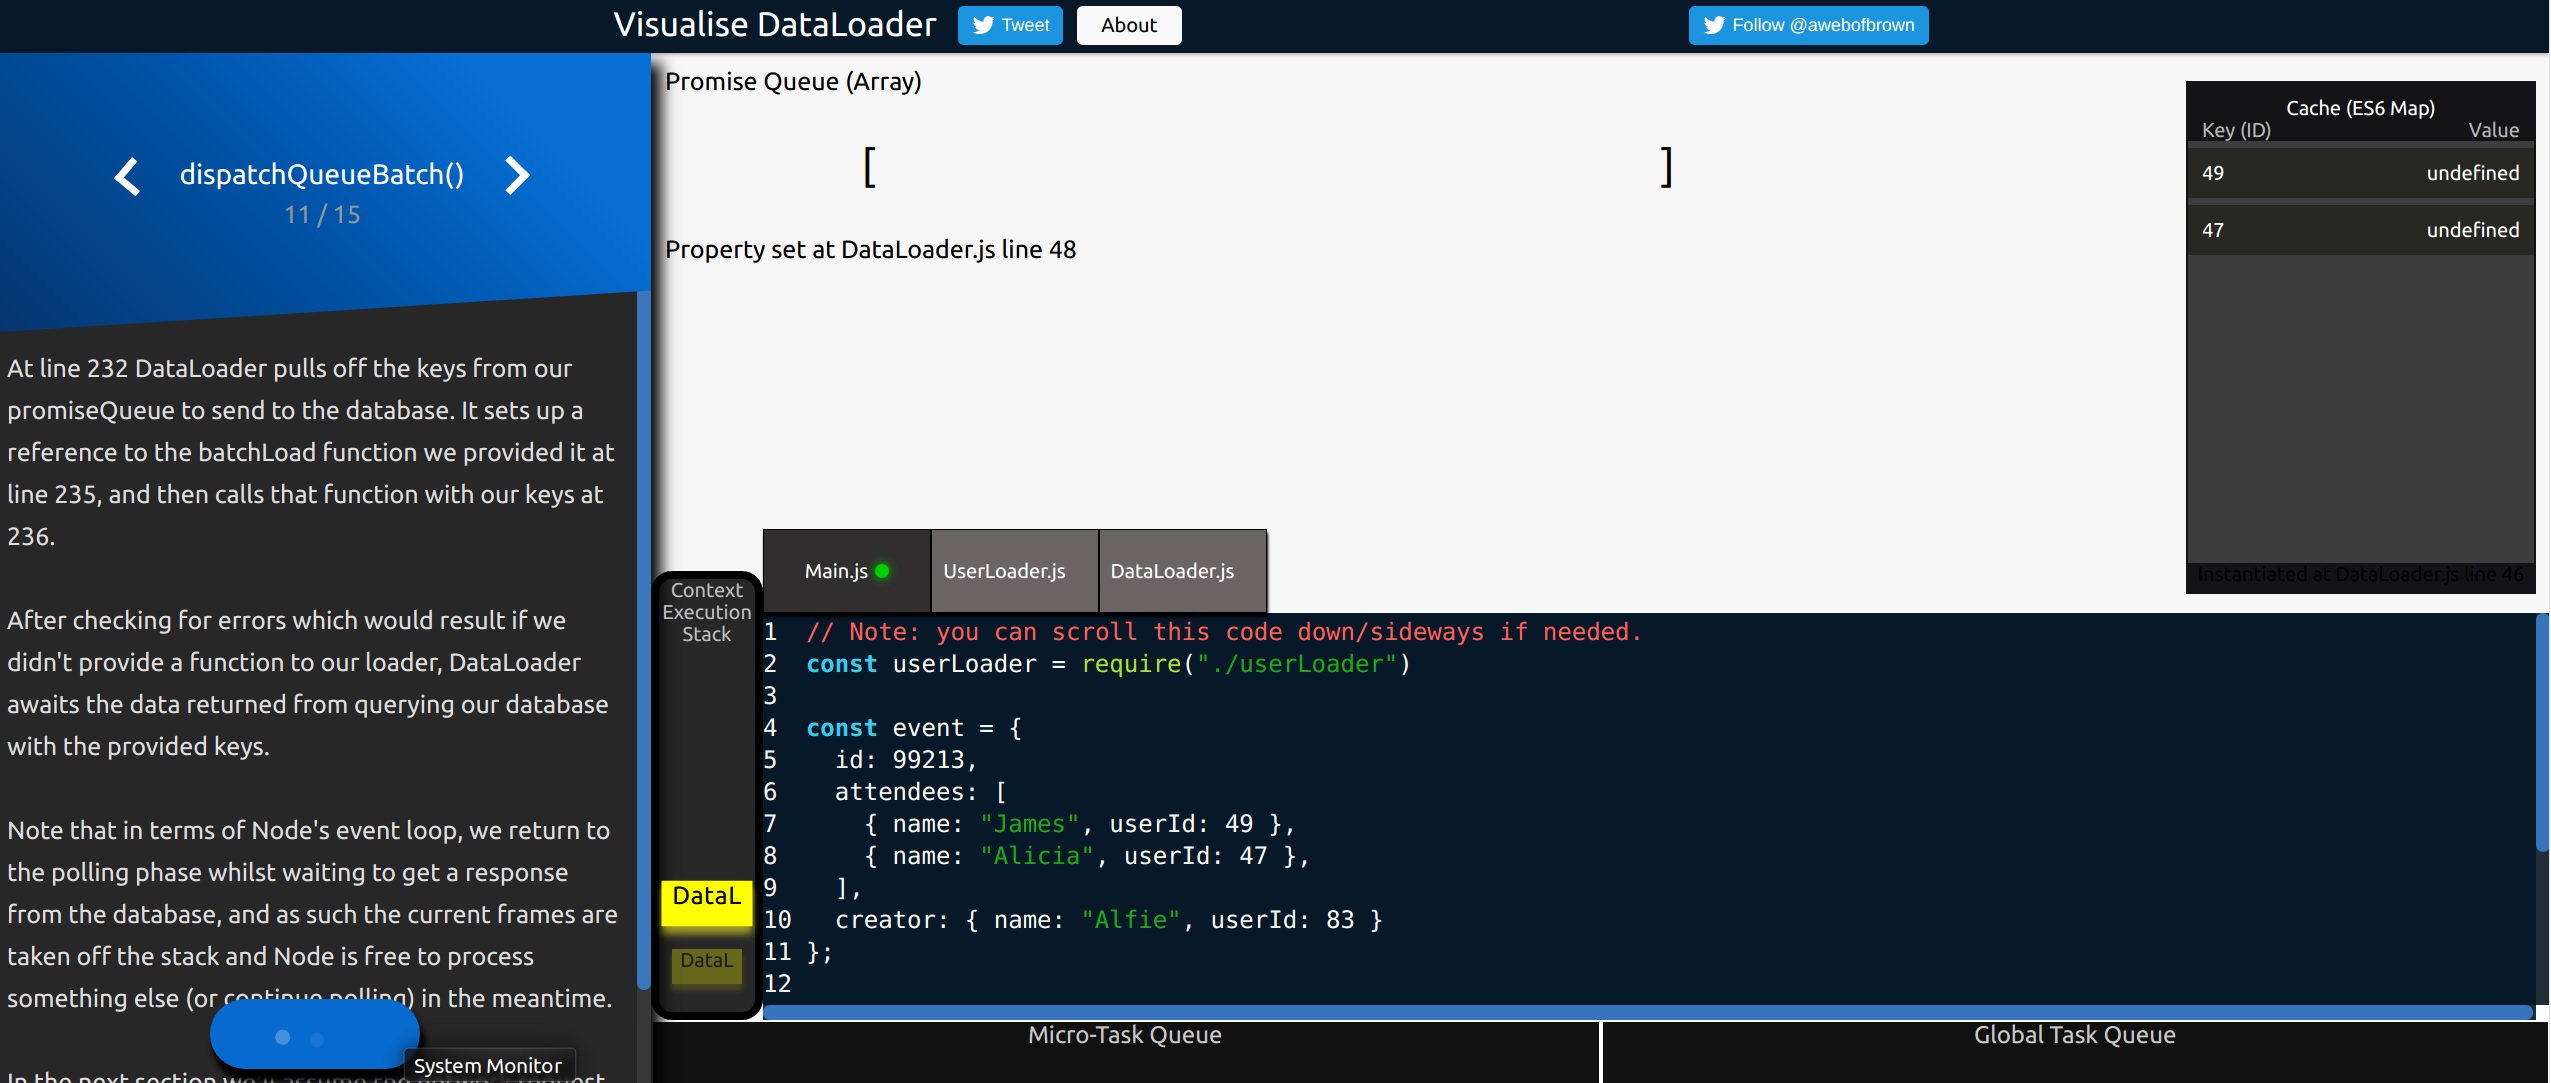 Visualise DataLoader
Tweet
About
Follow @awebofbrown
dispatchQueueBatch()
11 / 15
At line 232 DataLoader pulls off the keys from our
promiseQueue to send to the database. It sets up a
reference to the batchLoad function we provided it at
line 235, and then calls that function with our keys at
236.
After checking for errors which would result if we
didn't provide a function to our loader, DataLoader
awaits the data returned from querying our database
with the provided keys.
Note that in terms of Node's event loop, we return to
the polling phase whilst waiting to get a response
from the database, and as such the current frames are
taken off the stack and Node is free to process
something else (or continue polling) in the meantime.
In the next section we'll assume the
System Monitor
Promise Queue (Array)
[ ]
Property set at DataLoader.js line 48
Cache (ES6 Map)
Key (ID) Value
49 undefined
47 undefined
Instantiated at DataLoader.js line 46
Context
Execution
Stack
DataL
DataL
Main.js
UserLoader.js
DataLoader.js
1 // Note: you can scroll this code down/sideways if needed.
2 const userLoader = require("./userLoader")
3
4 const event = {
5 id: 99213,
6 attendees: [
7 { name: "James", userId: 49 },
8 { name: "Alicia", userId: 47 },
9 ],
10 creator: { name: "Alfie", userId: 83 }
11 };
12
Micro-Task Queue
Global Task Queue